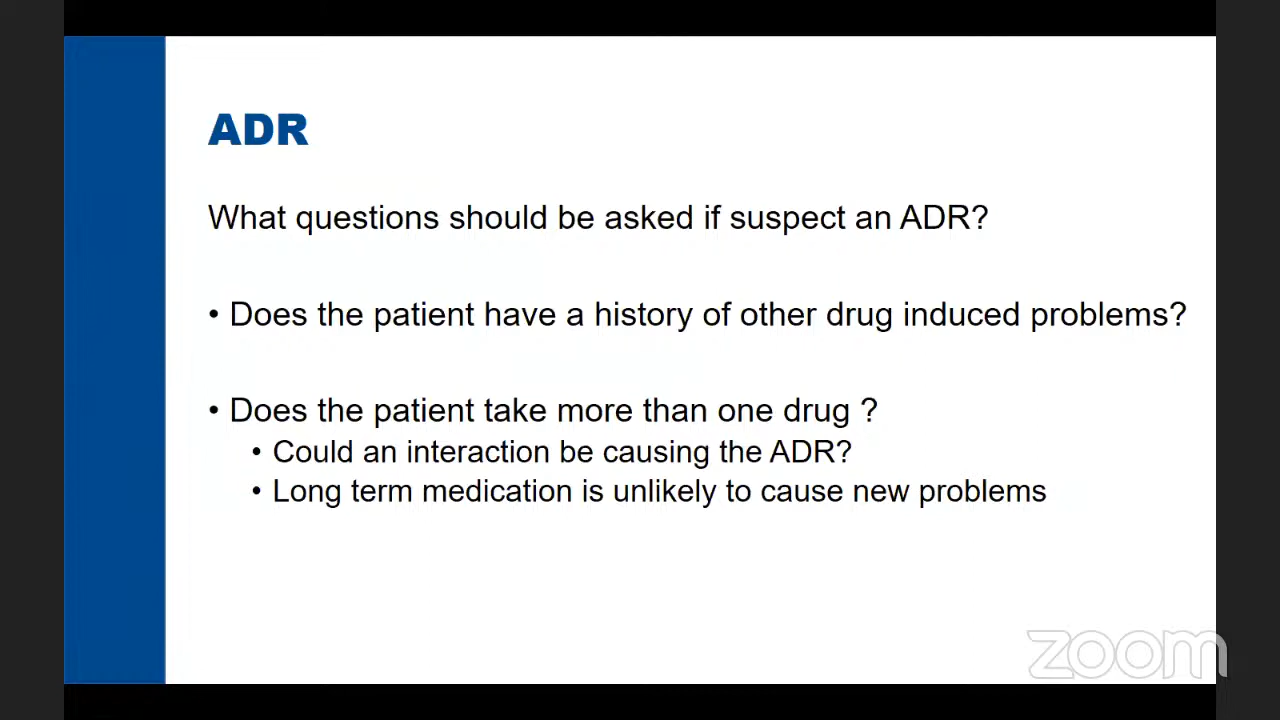 ADR
What questions should be asked if suspect an ADR?
• Does the patient have a history of other drug induced problems?
• Does the patient take more than one drug ?
• Could an interaction be causing the ADR?
• Long term medication is unlikely to cause new problems
zoom